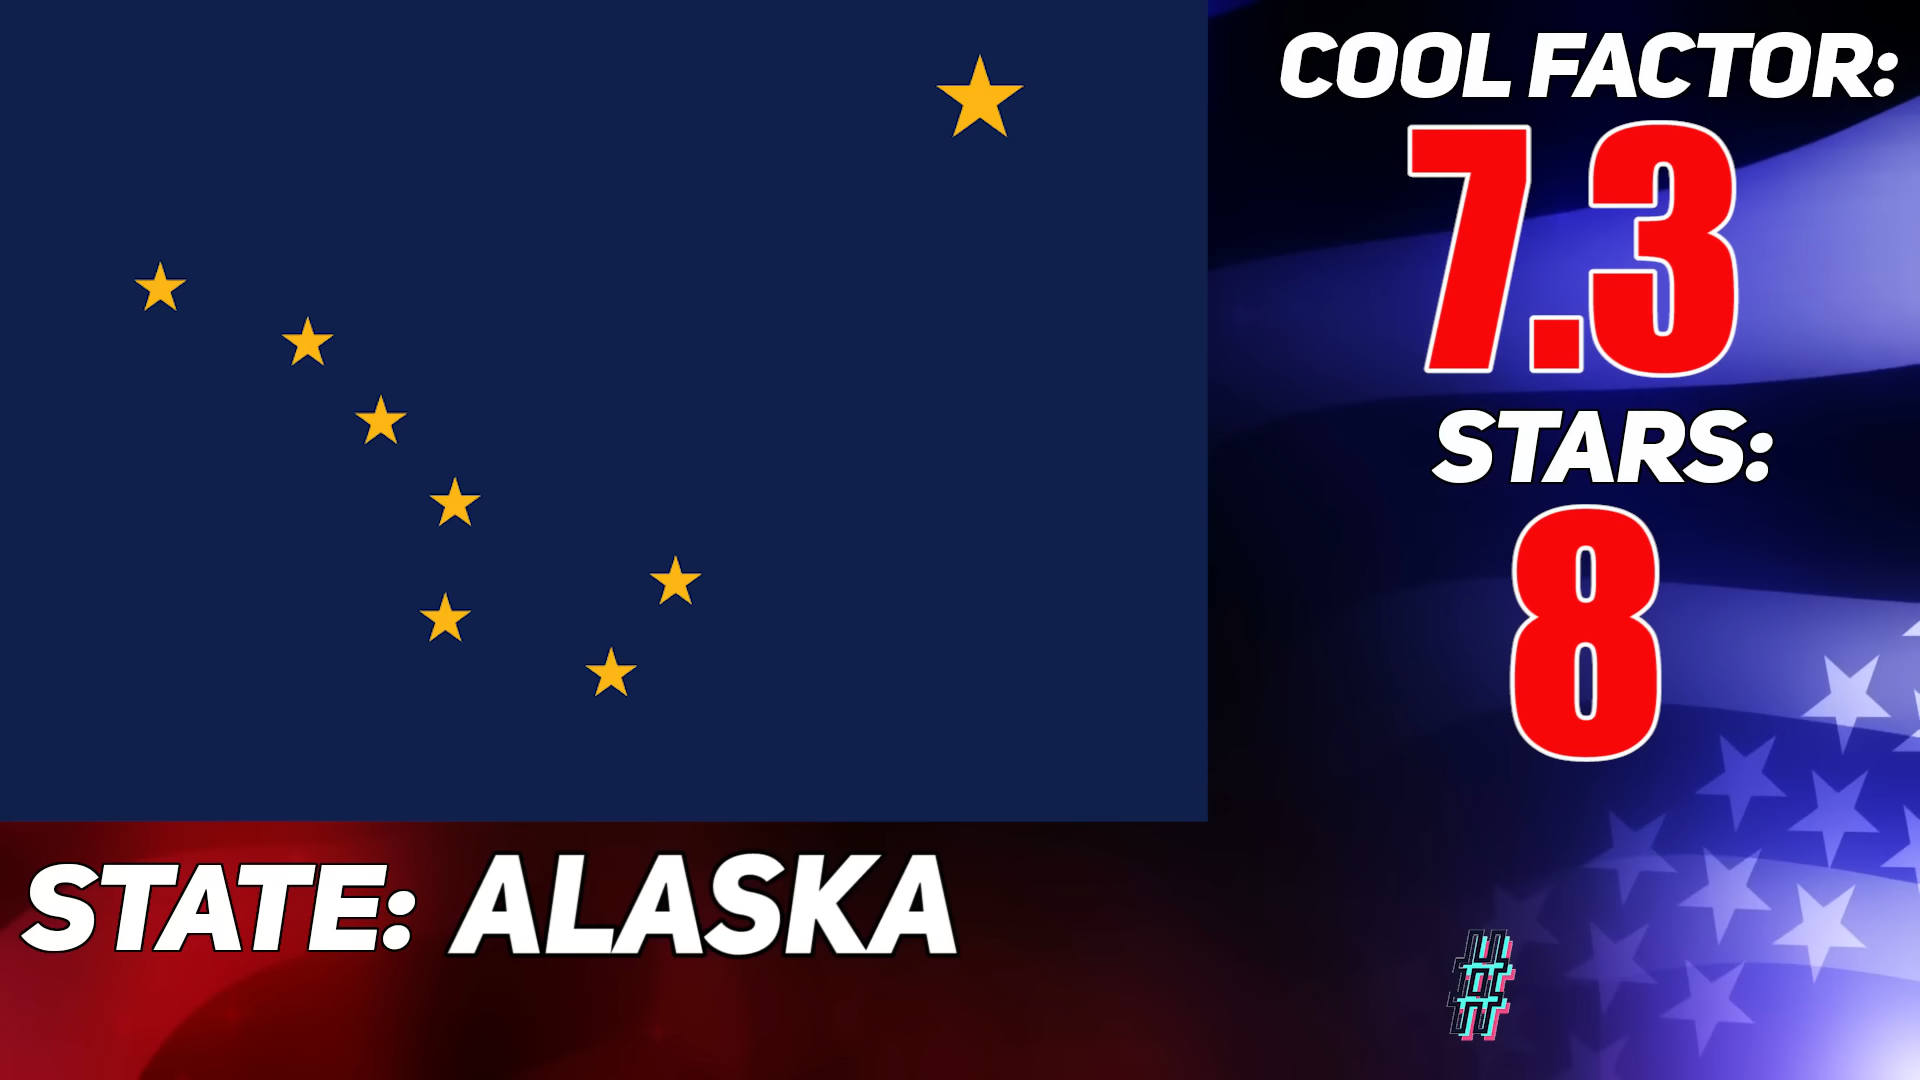 COOL FACTOR:
7.3
STARS:
8
STATE: ALASKA
#